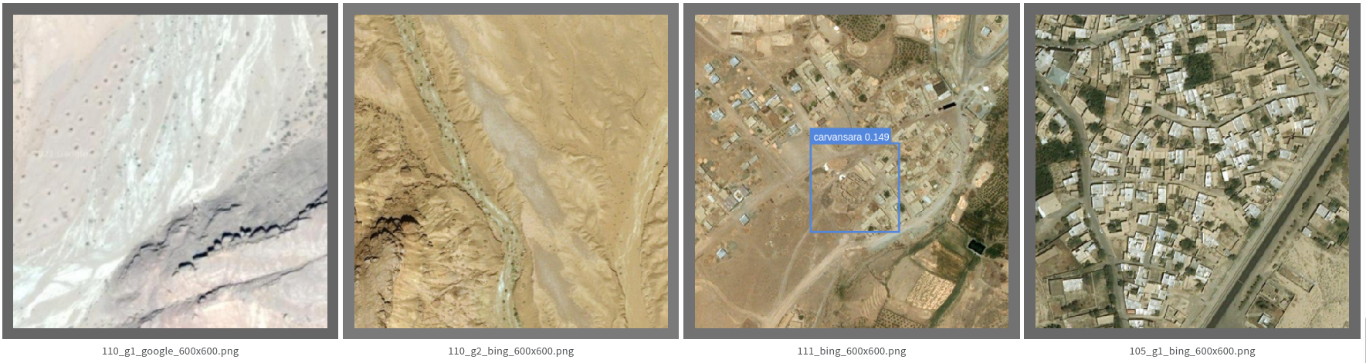 carvansara 0.149
110_g1_google_600x600.png
110_g2_bing_600x600.png
111_bing_600x600.png
105_g1_bing_600x600.png